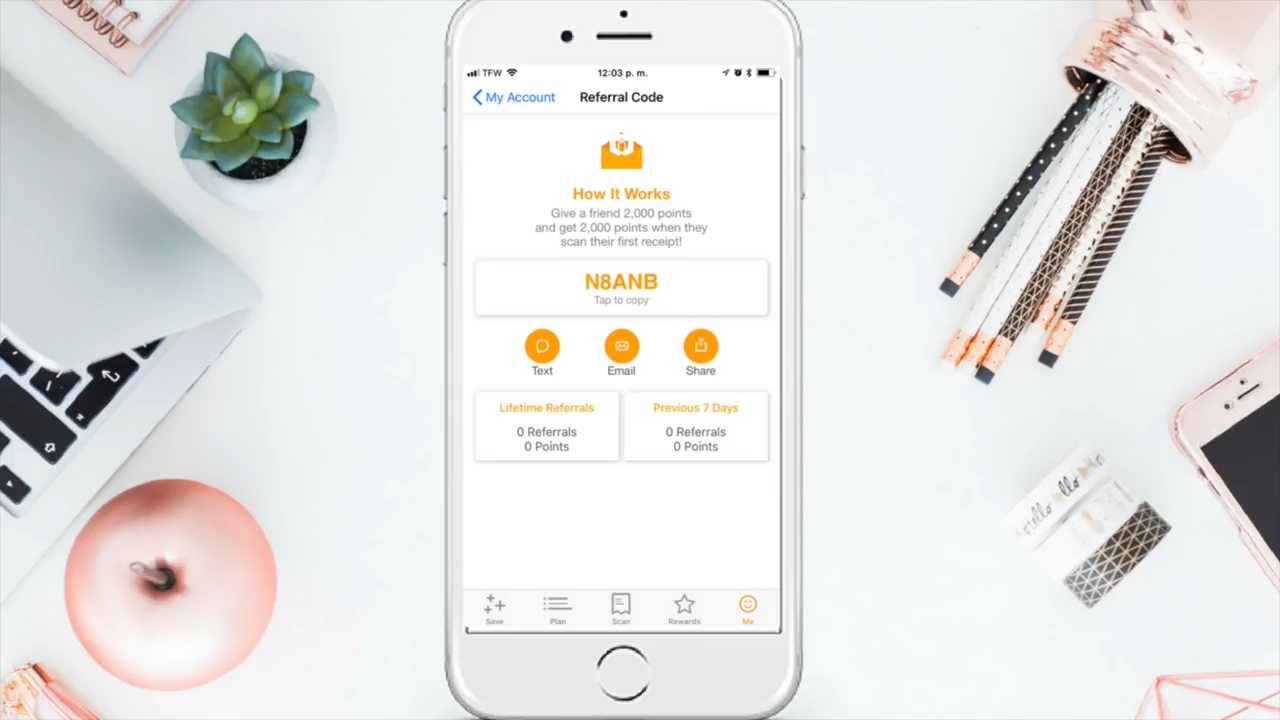 TFW
12:03 p. m.
My Account
Referral Code
How It Works
Give a friend 2,000 points
and get 2,000 points when they
scan their first receipt!
N8ANB
Tap to copy
Text
Email
Share
Lifetime Referrals
0 Referrals
0 Points
Previous 7 Days
0 Referrals
0 Points
Save
Plan
Scan
Rewards
Me
Hello Hello